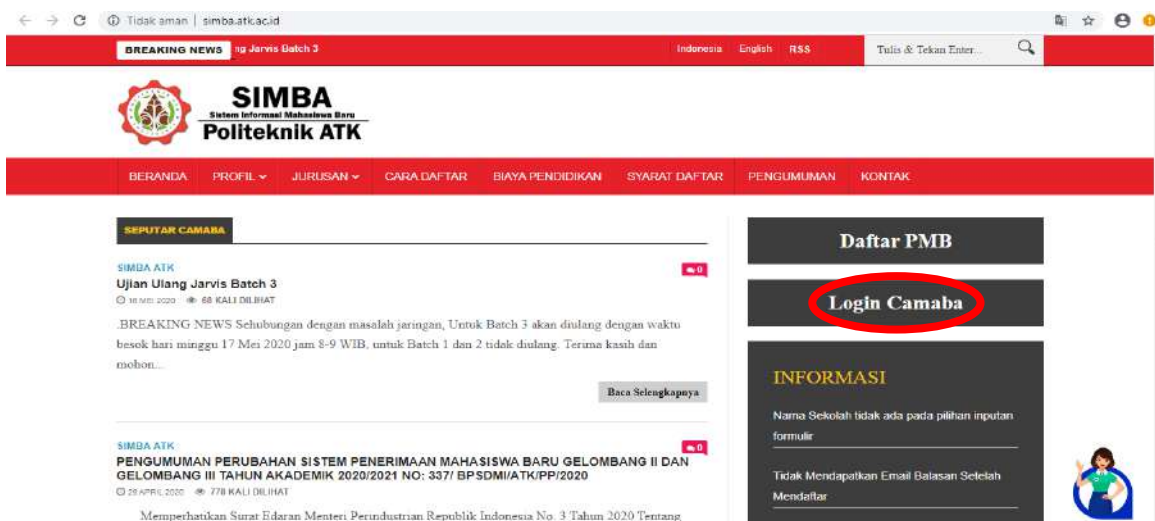 Tidak aman | simba.atk.ac.id
BREAKING NEWS ng Jarvis Batch 3
Indonesia English RSS
Tulis & Tekan Enter...
SIMBA
Sistem Informasi Mahasiswa Baru
Politeknik ATK
BERANDA PROFIL JURUSAN CARA DAFTAR BIAYA PENDIDIKAN SYARAT DAFTAR PENGUMUMAN KONTAK
SEPUTAR CAMABA
SIMBA ATK
0
Ujian Ulang Jarvis Batch 3
16 MEI 2020 68 KALI DILIHAT
.BREAKING NEWS Sehubungan dengan masalah jaringan, Untuk Batch 3 akan diulang dengan waktu
besok hari minggu 17 Mei 2020 jam 8-9 WIB, untuk Batch 1 dan 2 tidak diulang. Terima kasih dan
mohon...
Baca Selengkapnya
SIMBA ATK
0
PENGUMUMAN PERUBAHAN SISTEM PENERIMAAN MAHASISWA BARU GELOMBANG II DAN
GELOMBANG III TAHUN AKADEMIK 2020/2021 NO: 337/ BPSDMI/ATK/PP/2020
28 APRIL 2020 778 KALI DILIHAT
Memperhatikan Surat Edaran Menteri Perindustrian Republik Indonesia No. 3 Tahun 2020 Tentang
Daftar PMB
Login Camaba
INFORMASI
Nama Sekolah tidak ada pada pilihan inputan
formulir
Tidak Mendapatkan Email Balasan Setelah
Mendaftar